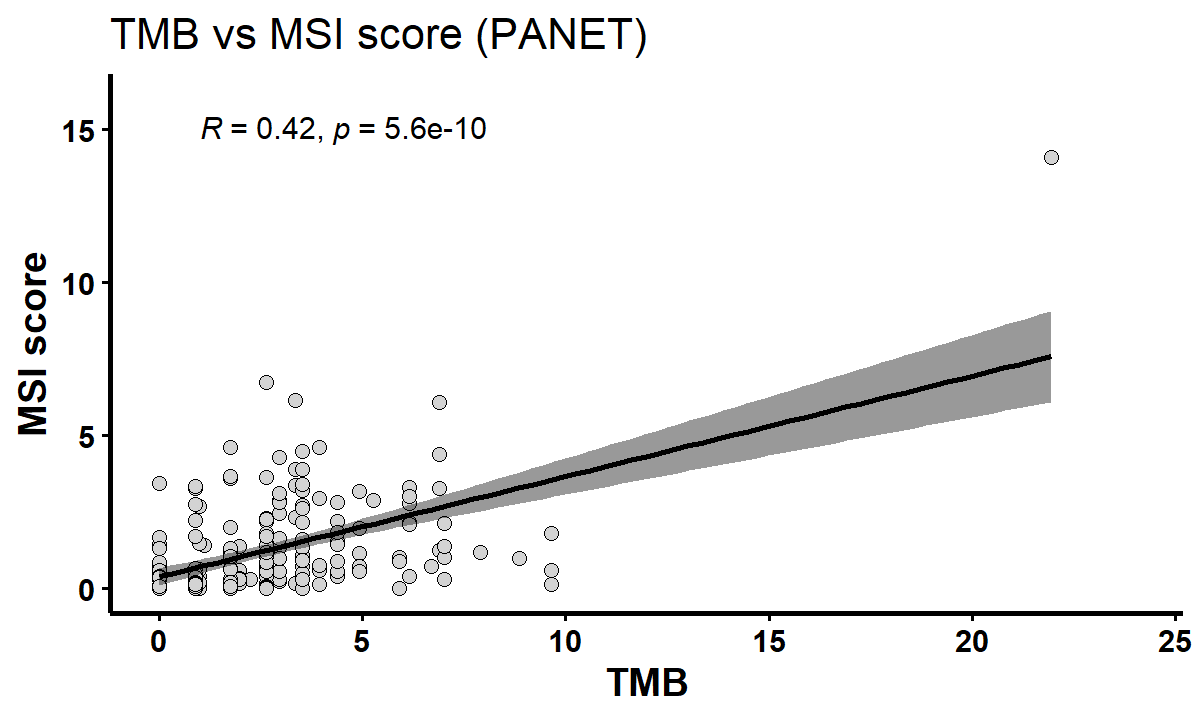 TMB vs MSI score (PANET)
R = 0.42, p = 5.6e-10
MSI score
15
10
5
0
0 5 10 15 20 25
TMB